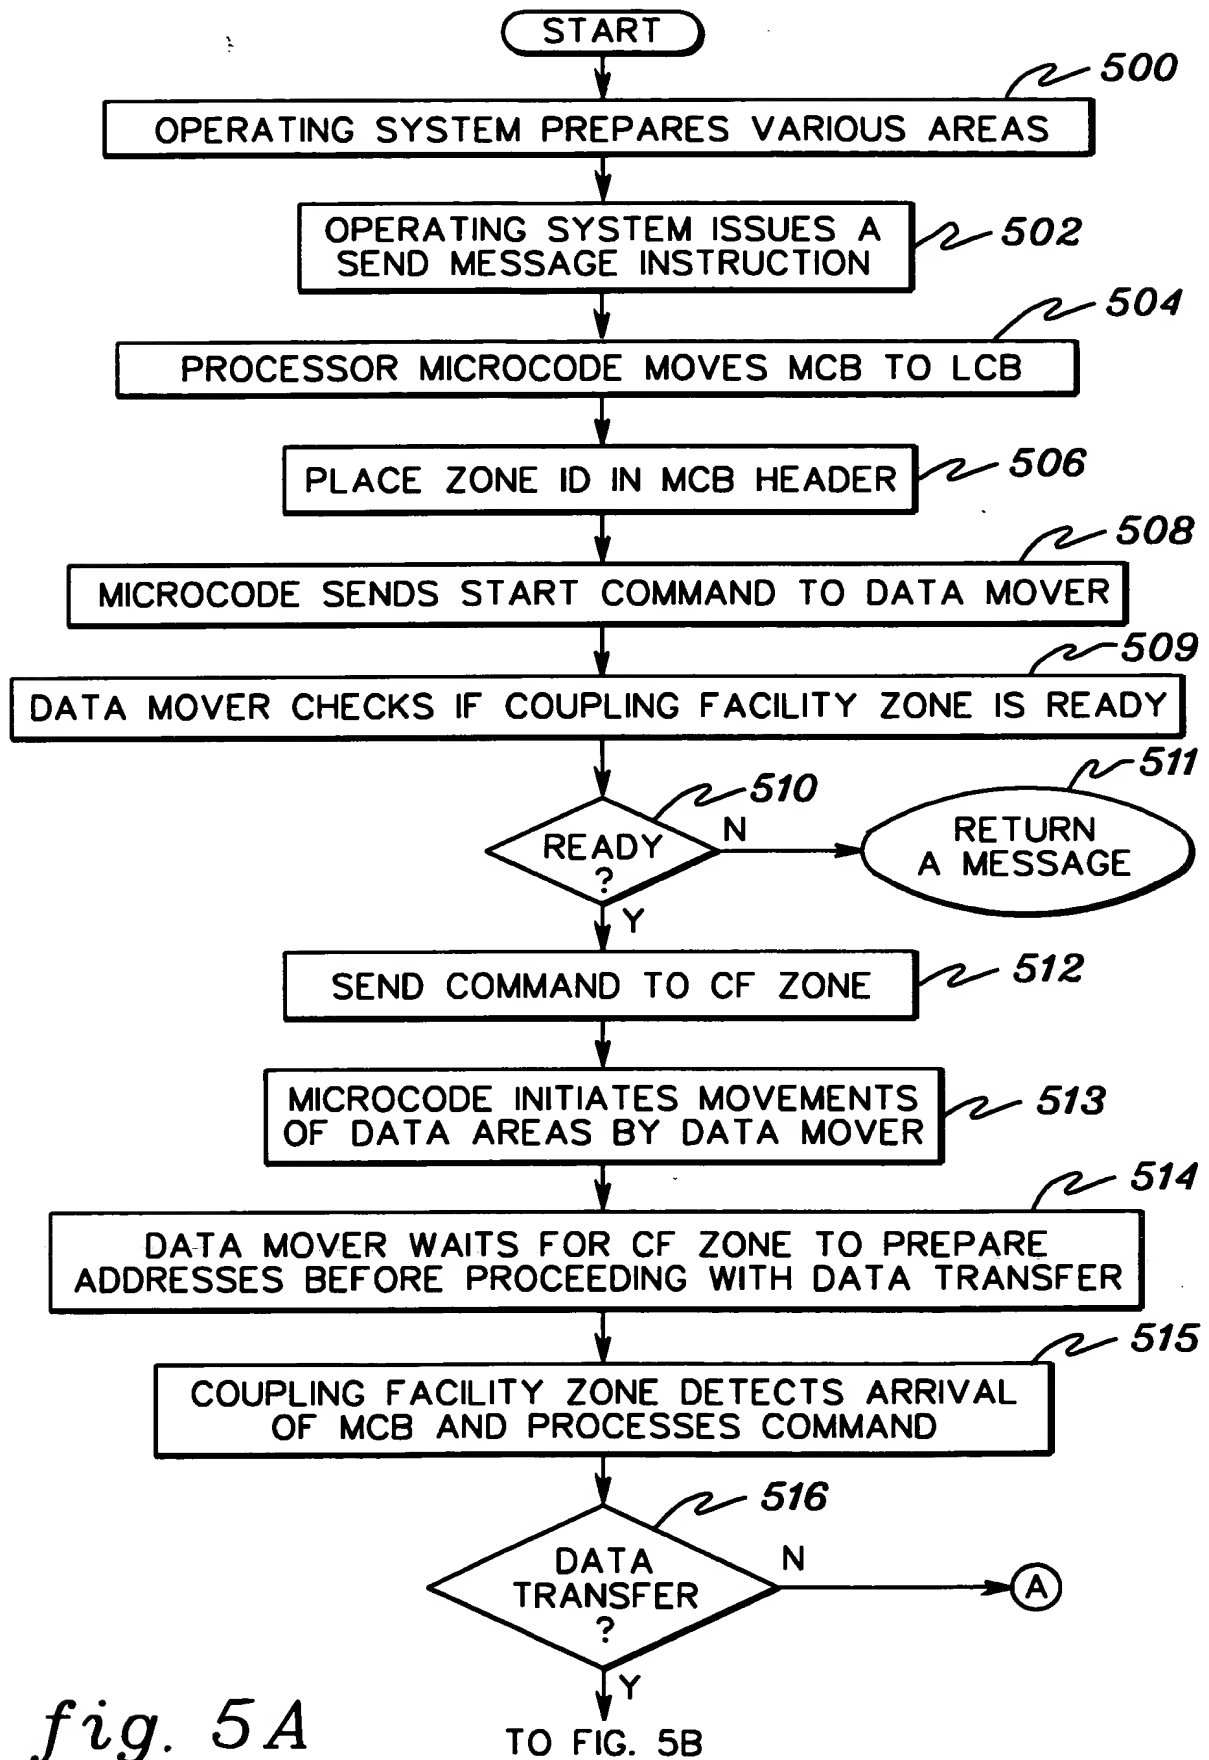 START
500
OPERATING SYSTEM PREPARES VARIOUS AREAS
OPERATING SYSTEM ISSUES A
SEND MESSAGE INSTRUCTION
502
504
PROCESSOR MICROCODE MOVES MCB TO LCB
PLACE ZONE ID IN MCB HEADER
506
508
MICROCODE SENDS START COMMAND TO DATA MOVER
509
DATA MOVER CHECKS IF COUPLING FACILITY ZONE IS READY
510
READY
?
N
511
RETURN
A MESSAGE
Y
SEND COMMAND TO CF ZONE
512
MICROCODE INITIATES MOVEMENTS
OF DATA AREAS BY DATA MOVER
513
514
DATA MOVER WAITS FOR CF ZONE TO PREPARE
ADDRESSES BEFORE PROCEEDING WITH DATA TRANSFER
515
COUPLING FACILITY ZONE DETECTS ARRIVAL
OF MCB AND PROCESSES COMMAND
516
DATA
TRANSFER
?
N
A
Y
TO FIG. 5B
fig. 5A